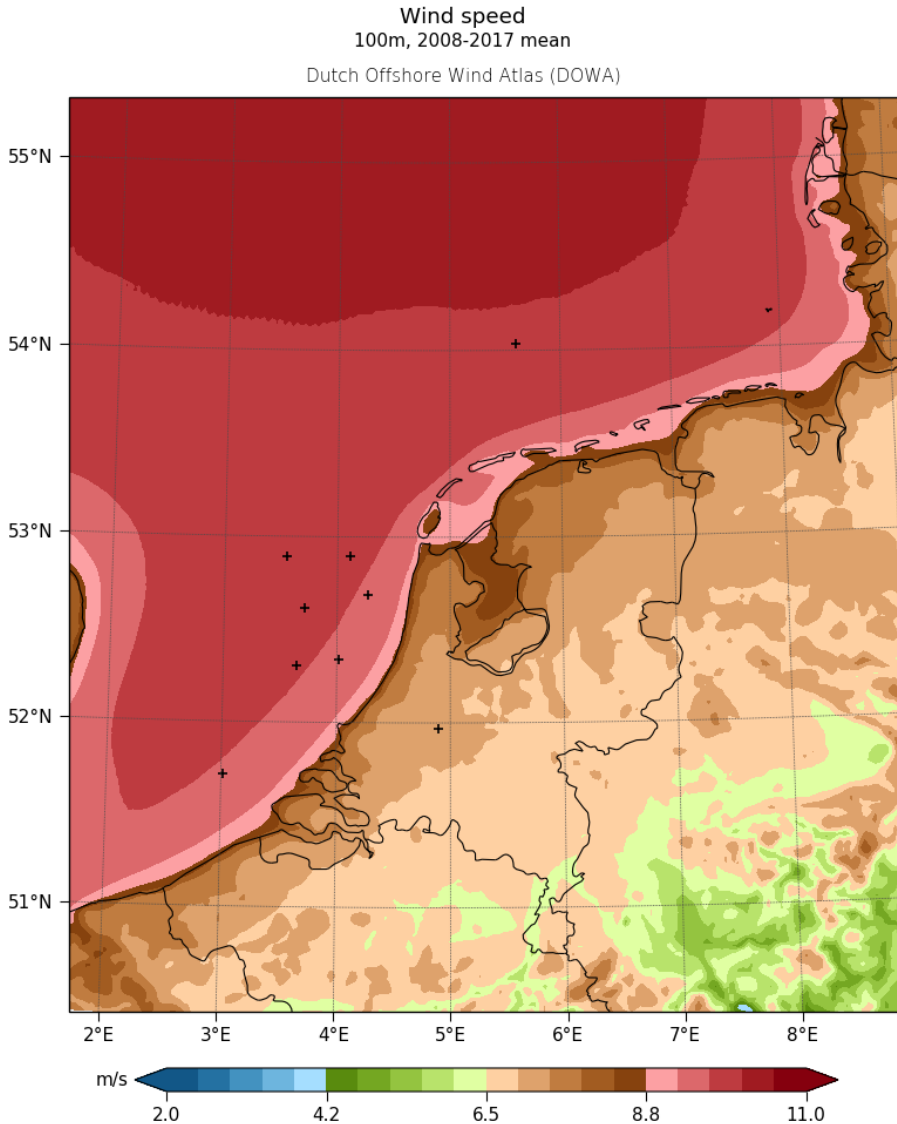 Wind speed
100m, 2008-2017 mean
Dutch Offshore Wind Atlas (DOWA)
55°N
54°N
53°N
52°N
51°N
2°E 3°E 4°E 5°E 6°E 7°E 8°E
m/s
2.0 4.2 6.5 8.8 11.0